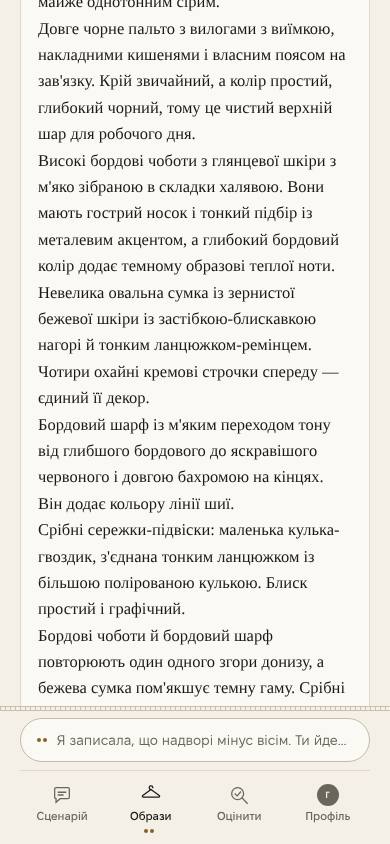 майже однотонним сірим.
Довге чорне пальто з вилогами з виїмкою,
накладними кишенями і власним поясом на
зав'язку. Крій звичайний, а колір простий,
глибокий чорний, тому це чистий верхній
шар для робочого дня.
Високі бордові чоботи з глянцевої шкіри з
м'яко зібраною в складки халявою. Вони
мають гострий носок і тонкий підбір із
металевим акцентом, а глибокий бордовий
колір додає темному образові теплої ноти.
Невелика овальна сумка із зернистої
бежевої шкіри із застібкою-блискавкою
нагорі й тонким ланцюжком-ремінцем.
Чотири охайні кремові строчки спереду —
єдиний її декор.
Бордовий шарф із м'яким переходом тону
від глибшого бордового до яскравішого
червоного і довгою бахромою на кінцях.
Він додає кольору лінії шиї.
Срібні сережки-підвіски: маленька кулька-
гвоздик, з'єднана тонким ланцюжком із
більшою полірованою кулькою. Блиск
простий і графічний.
Бордові чоботи й бордовий шарф
повторюють один одного згори донизу, а
бежева сумка пом'якшує темну гаму. Срібні
Я записала, що надворі мінус вісім. Ти йде...
Сценарій
Образи
Оцінити
г
Профіль